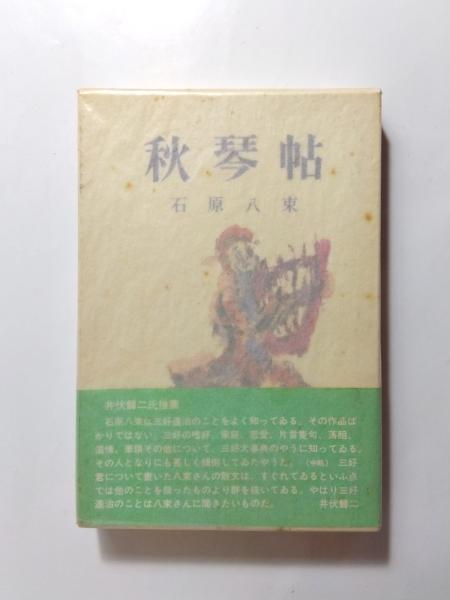 秋琴帖
石原八束
井伏鱒二氏推薦
石原八束は三好達治のことをよく知つてゐる。その作品ば
かりではない。三好の嗜好、家庭、恋愛、片言隻句、落胆、
温情、筆蹟その他について、三好大事典のやうに知つてゐる。
その人となりにも著しく傾倒してゐたやうだ。(中略)三好
君について書いた八束さんの散文は、すぐれてゐるといふ点
では他のことを扱つたものより群を抜いてゐる。やはり三好
達治のことは八束さんに聞きたいものだ。 井伏鱒二